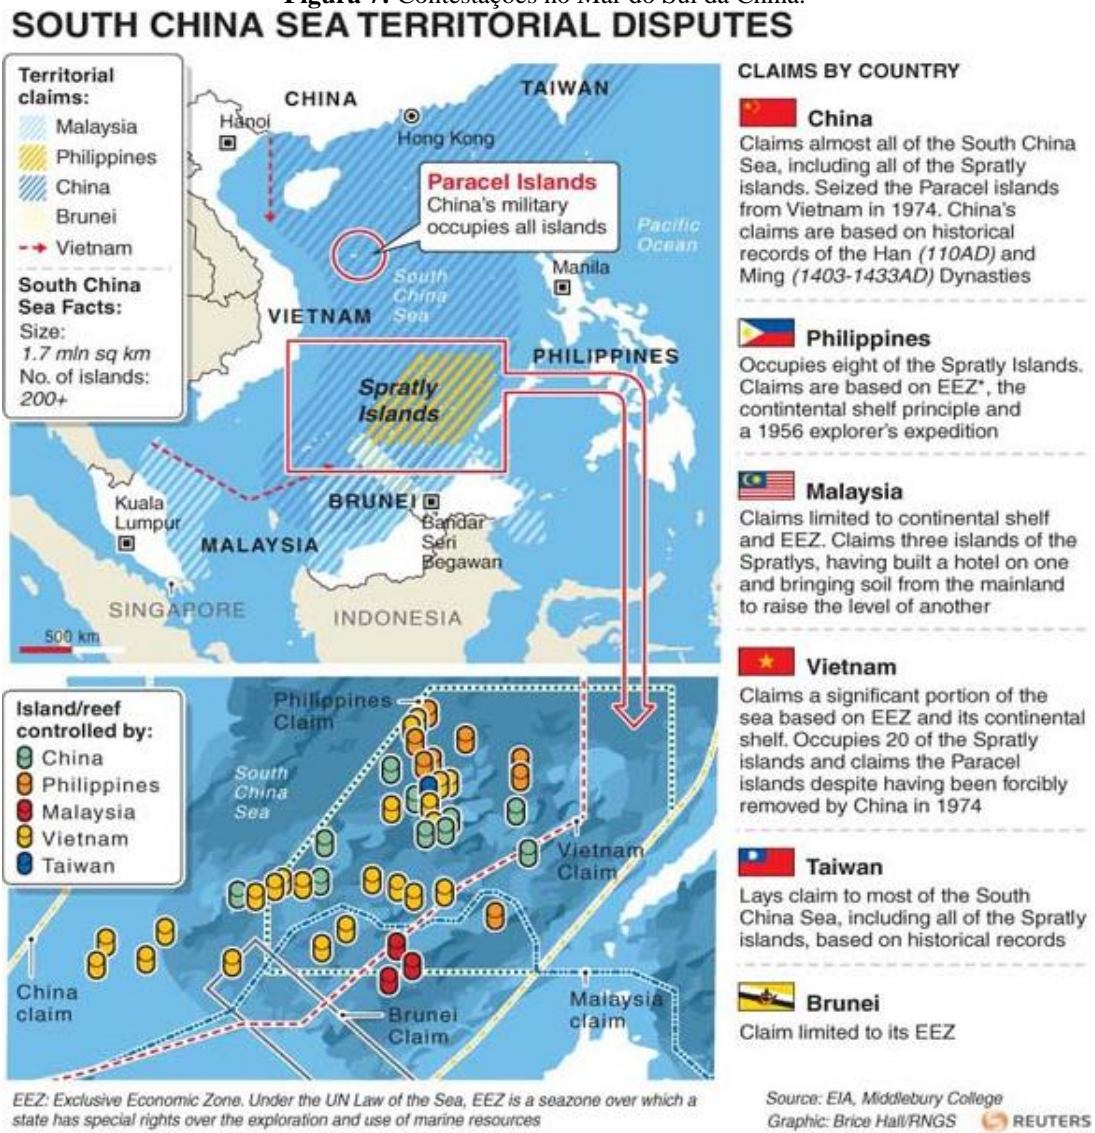 Figura 7. Contestações no Mar do Sul da China.
SOUTH CHINA SEA TERRITORIAL DISPUTES
Territorial
claims:
Malaysia
Philippines
China
Brunei
Vietnam
South China
Sea Facts:
Size:
1.7 mln sq km
No. of islands:
200+
CHINA
TAIWAN
Hanoi
Hong Kong
Paracel Islands
China's military
occupies all islands
Pacific
Ocean
Manila
South
China
Sea
VIETNAM
PHILIPPINES
Spratly
Islands
BRUNEI
Bandar
Seri
Begawan
Kuala
Lumpur
MALAYSIA
SINGAPORE
INDONESIA
500 km
Island/reef
controlled by:
China
Philippines
Malaysia
Vietnam
Taiwan
Philippines
Claim
South
China
Sea
Vietnam
Claim
China
claim
Brunei
Claim
Malaysia
claim
CLAIMS BY COUNTRY
China
Claims almost all of the South China
Sea, including all of the Spratly
islands. Seized the Paracel islands
from Vietnam in 1974. China's
claims are based on historical
records of the Han (110AD) and
Ming (1403-1433AD) Dynasties
Philippines
Occupies eight of the Spratly Islands.
Claims are based on EEZ*, the
contintental shelf principle and
a 1956 explorer's expedition
Malaysia
Claims limited to continental shelf
and EEZ. Claims three islands of the
Spratlys, having built a hotel on one
and bringing soil from the mainland
to raise the level of another
Vietnam
Claims a significant portion of the
sea based on EEZ and its continental
shelf. Occupies 20 of the Spratly
islands and claims the Paracel
islands despite having been forcibly
removed by China in 1974
Taiwan
Lays claim to most of the South
China Sea, including all of the Spratly
islands, based on historical records
Brunei
Claim limited to its EEZ
EEZ: Exclusive Economic Zone. Under the UN Law of the Sea, EEZ is a seazone over which a
state has special rights over the exploration and use of marine resources
Source: EIA, Middlebury College
Graphic: Brice Hall/RNGS
REUTERS